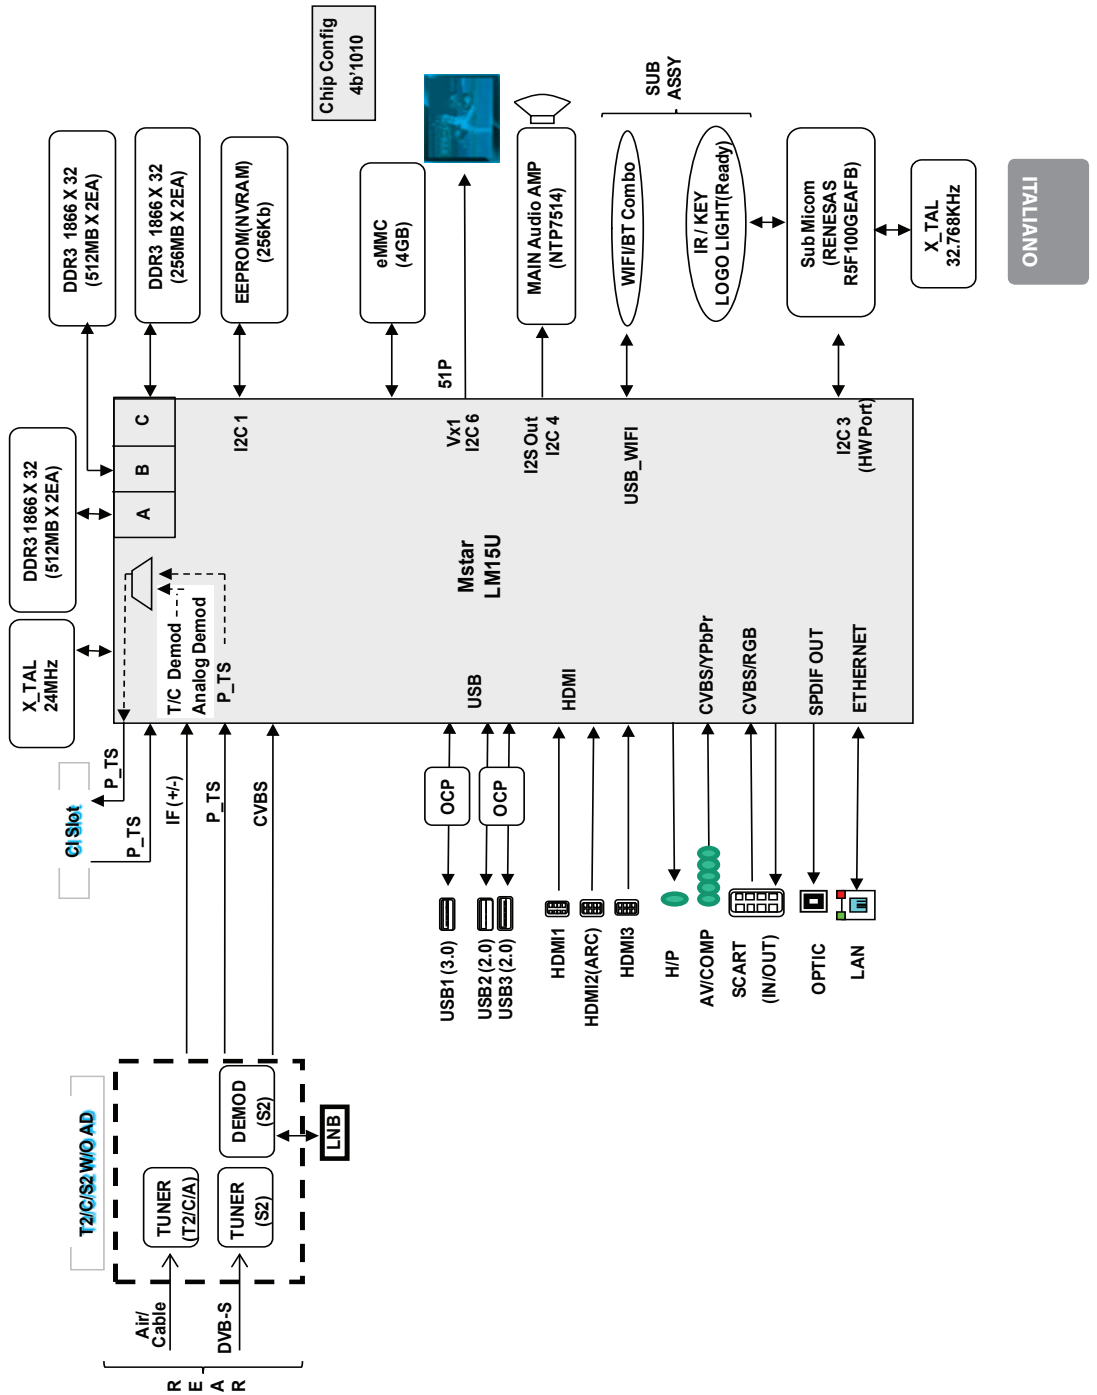 Chip Config
4b'1010
DDR3 1866 X 32
(512MB X 2EA)
DDR3 1866 X 32
(256MB X 2EA)
EEPROM(NVRAM)
(256Kb)
eMMC
(4GB)
MAIN Audio AMP
(NTP7514)
SUB
ASSY
WIFI/BT Combo
IR / KEY
LOGO LIGHT(Ready)
Sub Micom
(RENESAS
R5F100GEAFB)
X_TAL
32.768KHz
ITALIANO
DDR3 1866 X 32
(512MB X 2EA)
X_TAL
24MHz
A
B
C
I2C 1
51P
Vx1
I2C 6
I2S Out
I2C 4
USB_WIFI
I2C 3
(HW Port)
Mstar
LM15U
T/C Demod
Analog Demod
P_TS
USB
HDMI
CVBS/YPbPr
CVBS/RGB
SPDIF OUT
ETHERNET
CI Slot
P_TS
P_TS
IF (+/-)
P_TS
CVBS
OCP
OCP
USB1 (3.0)
USB2 (2.0)
USB3 (2.0)
HDMI1
HDMI2(ARC)
HDMI3
H/P
AV/COMP
SCART
(IN/OUT)
OPTIC
LAN
T2/C/S2 W/O AD
TUNER
(T2/C/A)
TUNER
(S2)
DEMOD
(S2)
LNB
Air/
Cable
DVB-S
R
E
A
R